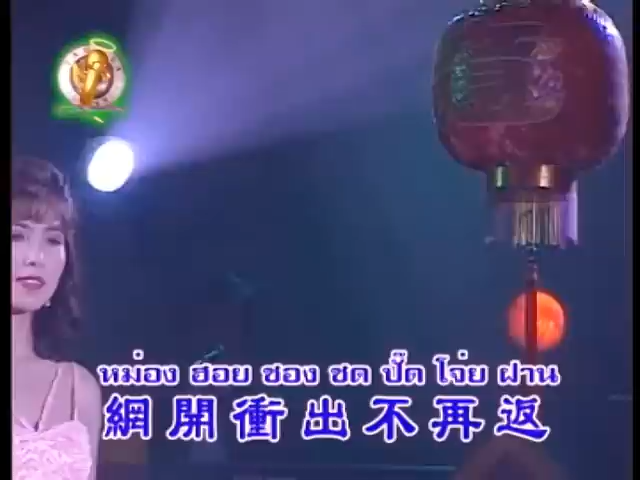 หม่อง ฮอย ชอง ชด ปั๊ด โจ่ย ฝาน
網開衝出不再返